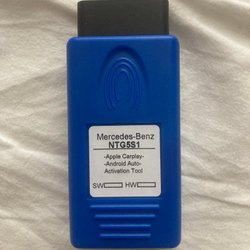 Mercedes-Benz
NTG5S1
-Apple Carplay-
-Android Auto-
Activation Tool
SW HW